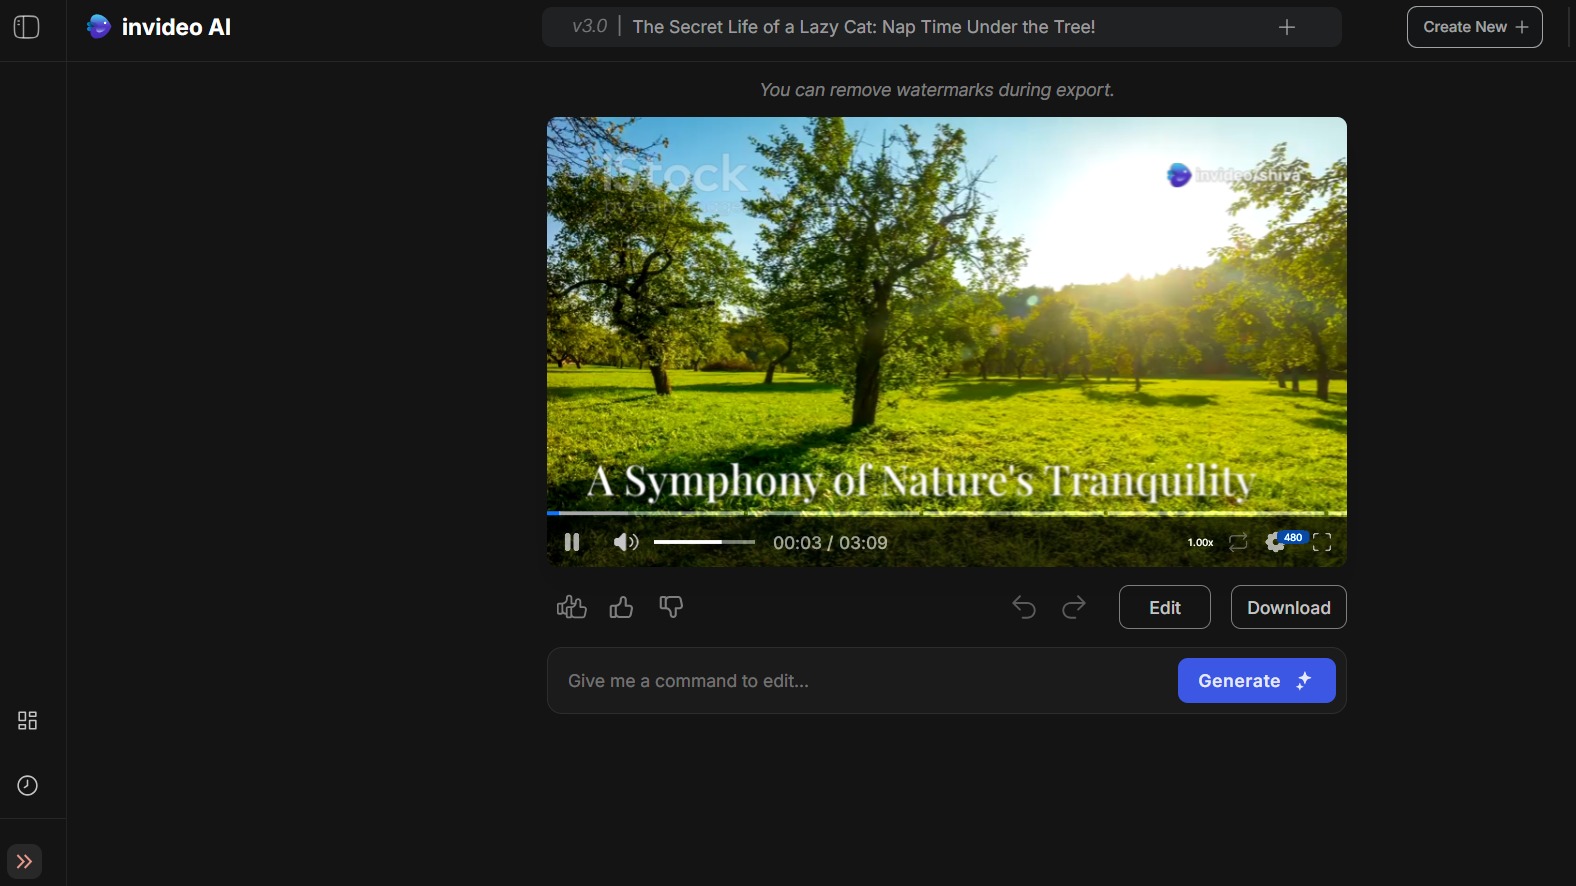 invideo AI
v3.0 | The Secret Life of a Lazy Cat: Nap Time Under the Tree!
Create New
You can remove watermarks during export.
iStock
invideo/shiva
A Symphony of Nature's Tranquility
00:03 / 03:09
1.00x
480
Edit
Download
Give me a command to edit...
Generate